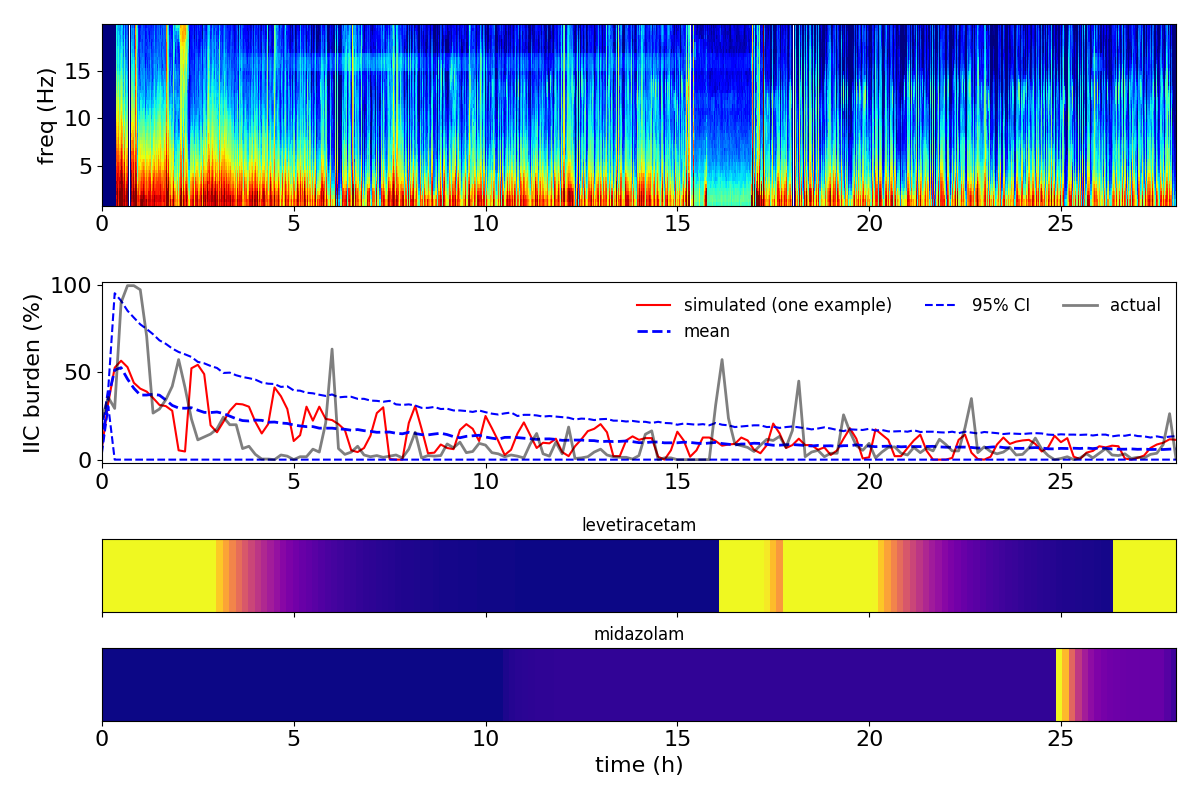 freq (Hz)
15
10
5
0 5 10 15 20 25
IIC burden (%)
100
50
0
simulated (one example)
mean
95% CI
actual
0 5 10 15 20 25
levetiracetam
midazolam
0 5 10 15 20 25
time (h)